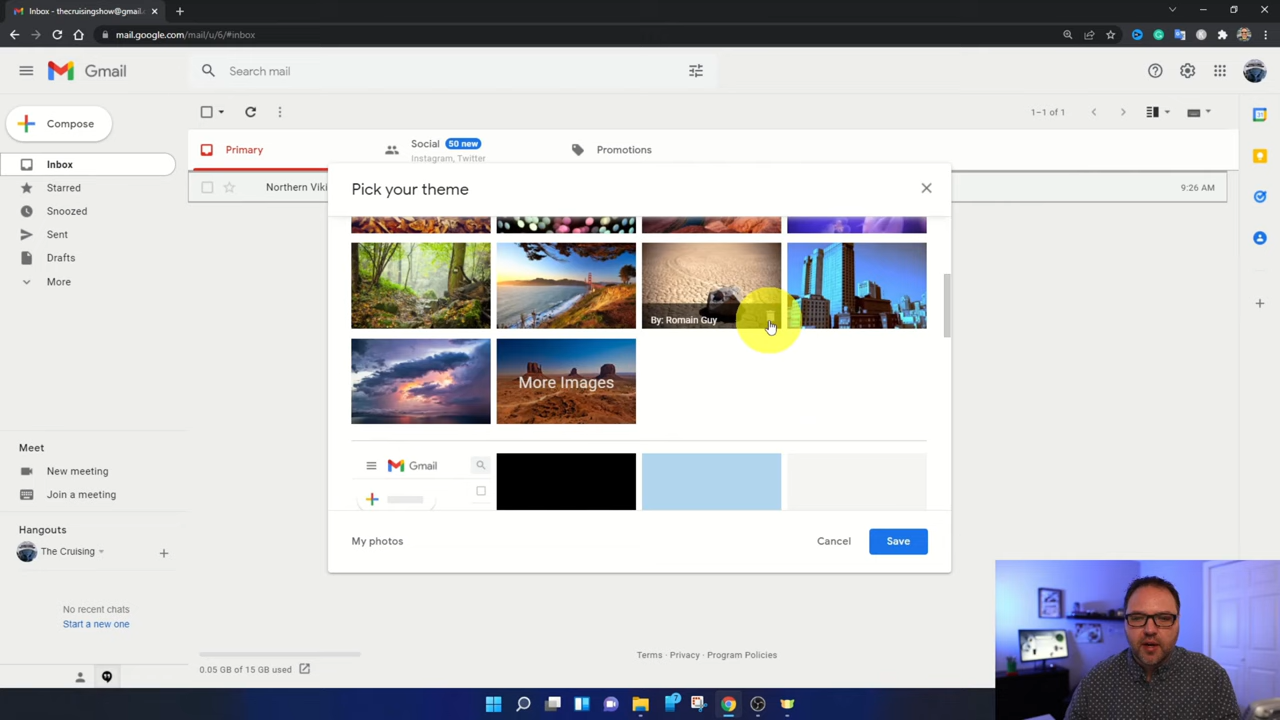 Inbox - thecruisingshow@gmail.
mail.google.com/mail/u/6/#inbox
Gmail
Search mail
Compose
1–1 of 1
Inbox
Starred
Snoozed
Sent
Drafts
More
Primary
Social 50 new
Instagram, Twitter
Promotions
Northern Viki
9:26 AM
Pick your theme
By: Romain Guy
More Images
Gmail
My photos
Cancel
Save
Meet
New meeting
Join a meeting
Hangouts
The Cruising
No recent chats
Start a new one
0.05 GB of 15 GB used
Terms · Privacy · Program Policies
7